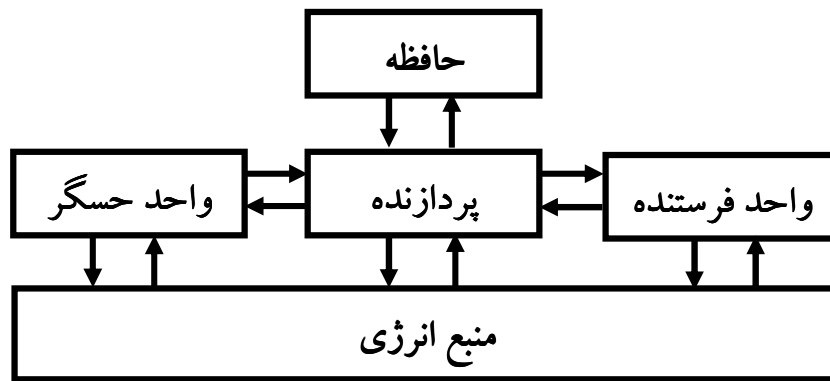 حافظه
واحد حسگر
پردازنده
واحد فرستنده
منبع انرژی